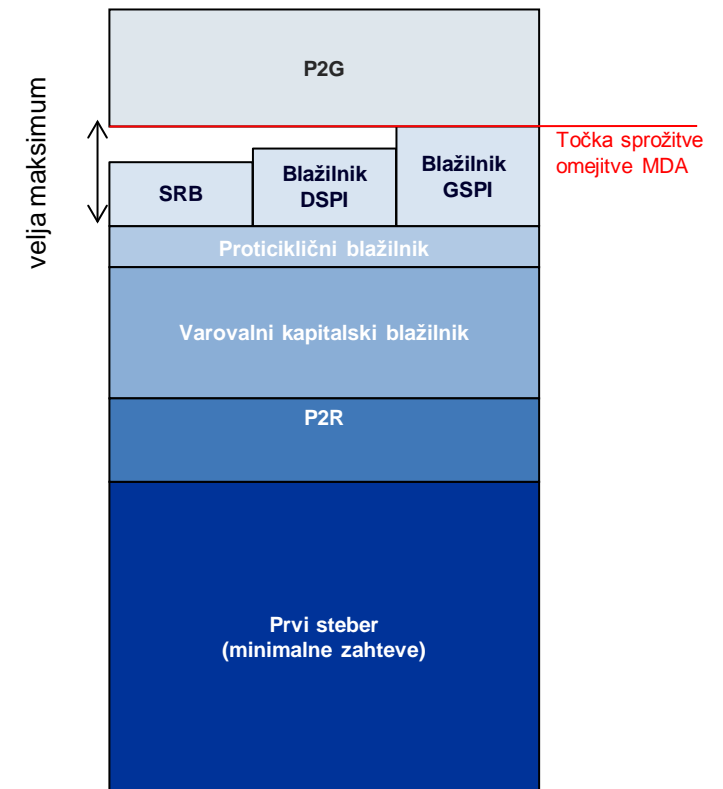 P2G
velja maksimum
Točka sprožitve
omejitve MDA
SRB
Blažilnik
DSPI
Blažilnik
GSPI
Proticiklični blažilnik
Varovalni kapitalski blažilnik
P2R
Prvi steber
(minimalne zahteve)